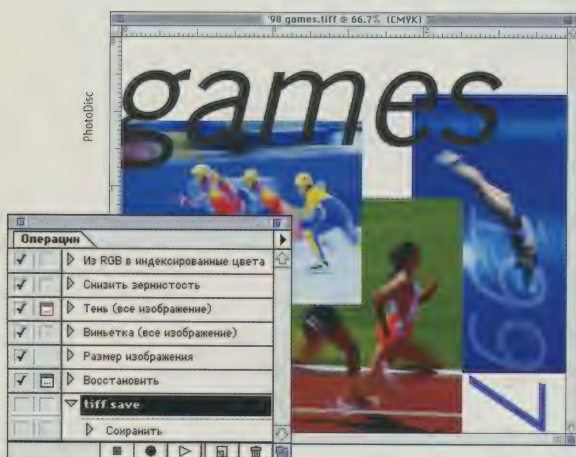 '98 games.tiff @ 66.7% (CMYK)
PhotoDisc
games
1997
Операции
Из RGB в индексированные цвета
Снизить зернистость
Тень (все изображение)
Виньетка (все изображение)
Размер изображения
Восстановить
tiff save
Сохранить